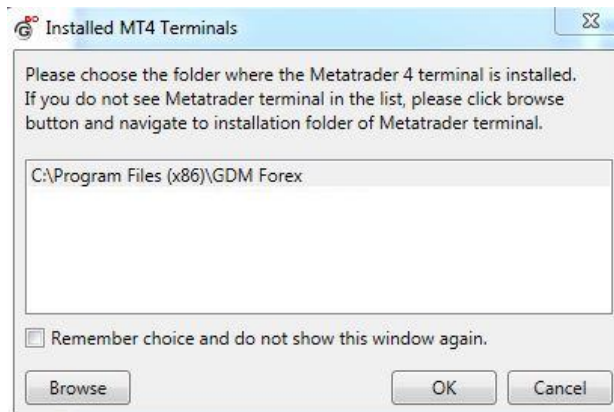 Installed MT4 Terminals
Please choose the folder where the Metatrader 4 terminal is installed.
If you do not see Metatrader terminal in the list, please click browse
button and navigate to installation folder of Metatrader terminal.
C:\Program Files (x86)\GDM Forex
Remember choice and do not show this window again.
Browse OK Cancel